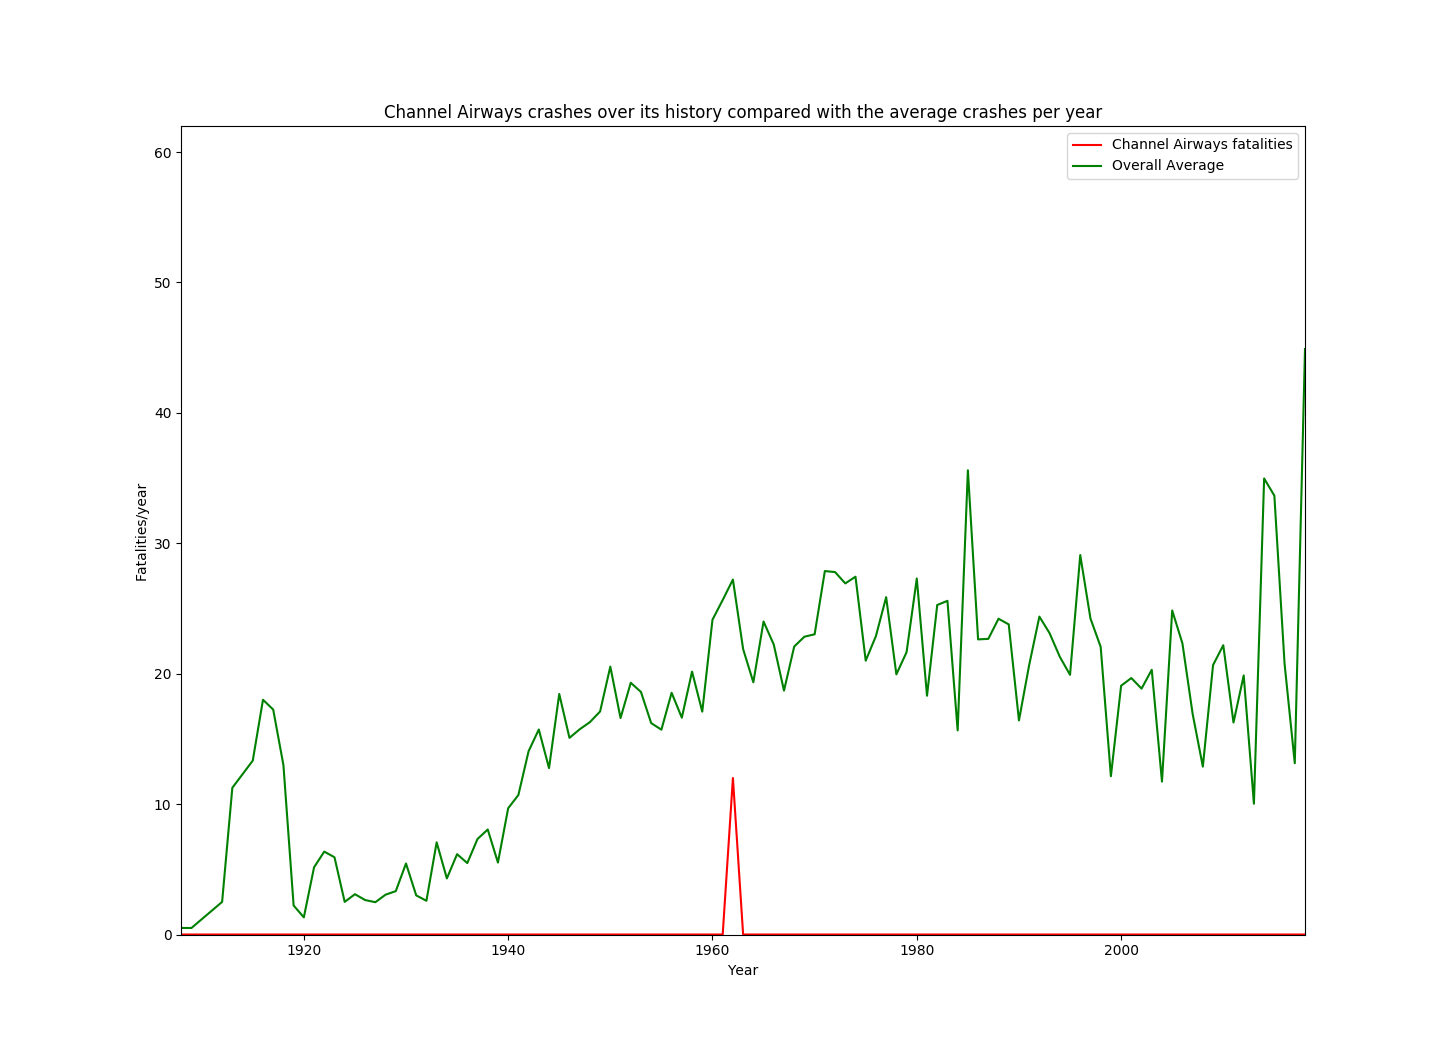 Channel Airways crashes over its history compared with the average crashes per year
Channel Airways fatalities
Overall Average
Fatalities/year
60
50
40
30
20
10
0
1920 1940 1960 1980 2000
Year